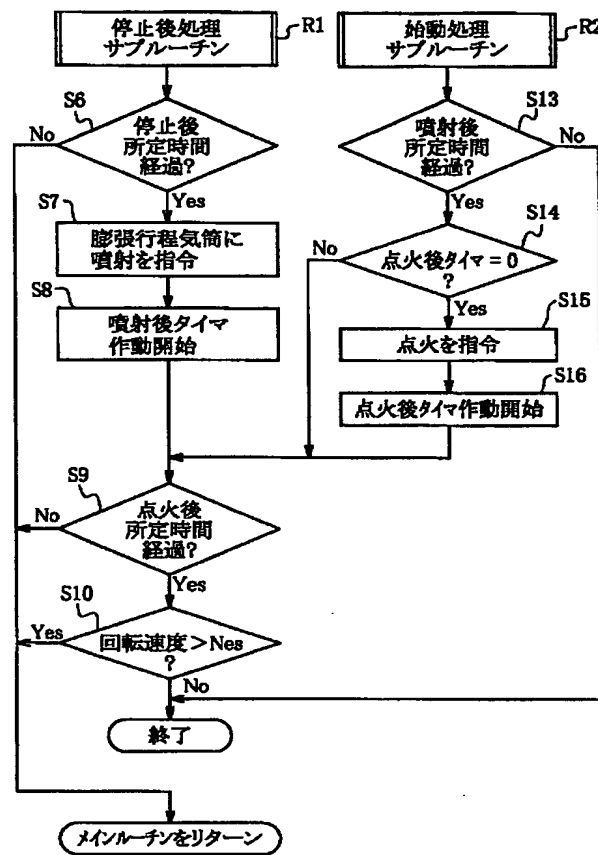 停止後処理
サブルーチン
R1
S6
停止後
所定時間
経過?
No
Yes
S7
膨張行程気筒に
噴射を指令
S8
噴射後タイマ
作動開始
始動処理
サブルーチン
R2
S13
噴射後
所定時間
経過?
No
Yes
S14
点火後タイマ=0
?
No
Yes
S15
点火を指令
S16
点火後タイマ作動開始
S9
点火後
所定時間
経過?
No
Yes
S10
回転速度>Nes
?
Yes
No
終了
メインルーチンをリターン